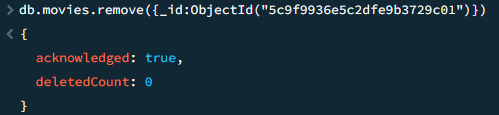 > db.movies.remove({_id:ObjectId("5c9f9936e5c2dfe9b3729c01")})
< {
acknowledged: true,
deletedCount: 0
}